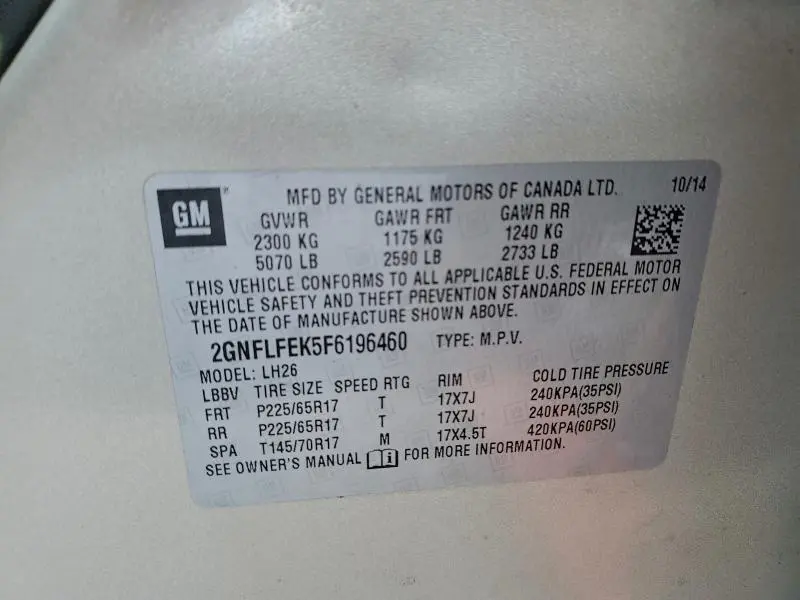 GM
MFD BY GENERAL MOTORS OF CANADA LTD. 10/14
GVWR GAWR FRT GAWR RR
2300 KG 1175 KG 1240 KG
5070 LB 2590 LB 2733 LB
THIS VEHICLE CONFORMS TO ALL APPLICABLE U.S. FEDERAL MOTOR
VEHICLE SAFETY AND THEFT PREVENTION STANDARDS IN EFFECT ON
THE DATE OF MANUFACTURE SHOWN ABOVE.
2GNFLFEK5F6196460 TYPE: M.P.V.
MODEL: LH26
LBBV TIRE SIZE SPEED RTG RIM COLD TIRE PRESSURE
FRT P225/65R17 T 17X7J 240KPA(35PSI)
RR P225/65R17 T 17X7J 240KPA(35PSI)
SPA T145/70R17 M 17X4.5T 420KPA(60PSI)
SEE OWNER'S MANUAL FOR MORE INFORMATION.